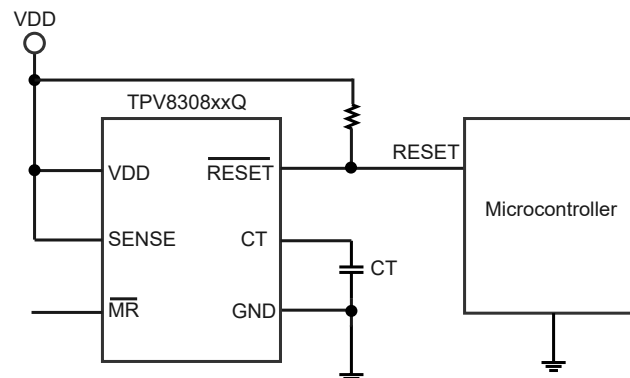 VDD
TPV8308xxQ
VDD
RESET
RESET
SENSE
CT
CT
MR
GND
Microcontroller